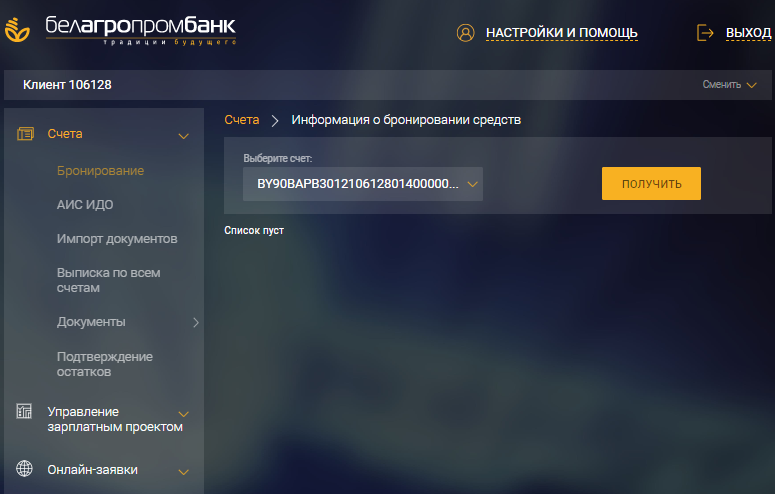 белагропромбанк
традиции будущего
НАСТРОЙКИ И ПОМОЩЬ
ВЫХОД
Клиент 106128
Сменить
Счета
Бронирование
АИС ИДО
Импорт документов
Выписка по всем
счетам
Документы
Подтверждение
остатков
Управление
зарплатным проектом
Онлайн-заявки
Счета
Информация о бронировании средств
Выберите счет:
BY90BAPB301210612801400000...
ПОЛУЧИТЬ
Список пуст